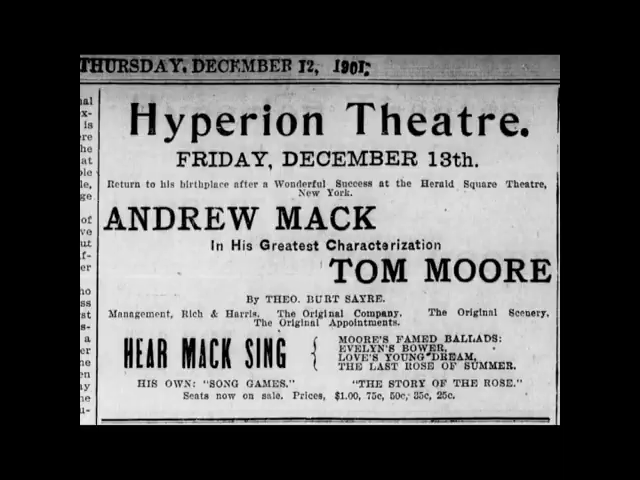 THURSDAY, DECEMBER 12, 1901;
Hyperion Theatre.
FRIDAY, DECEMBER 13th.
Return to his birthplace after a Wonderful Success at the Herald Square Theatre,
New York.
ANDREW MACK
In His Greatest Characterization
TOM MOORE
By THEO. BURT SAYRE.
Management, Rich & Harris. The Original Company. The Original Scenery.
The Original Appointments.
HEAR MACK SING
MOORE'S FAMED BALLADS:
EVELYN'S BOWER,
LOVE'S YOUNG DREAM,
THE LAST ROSE OF SUMMER.
HIS OWN: "SONG GAMES." "THE STORY OF THE ROSE."
Seats now on sale. Prices, $1.00, 75c, 50c, 35c, 25c.